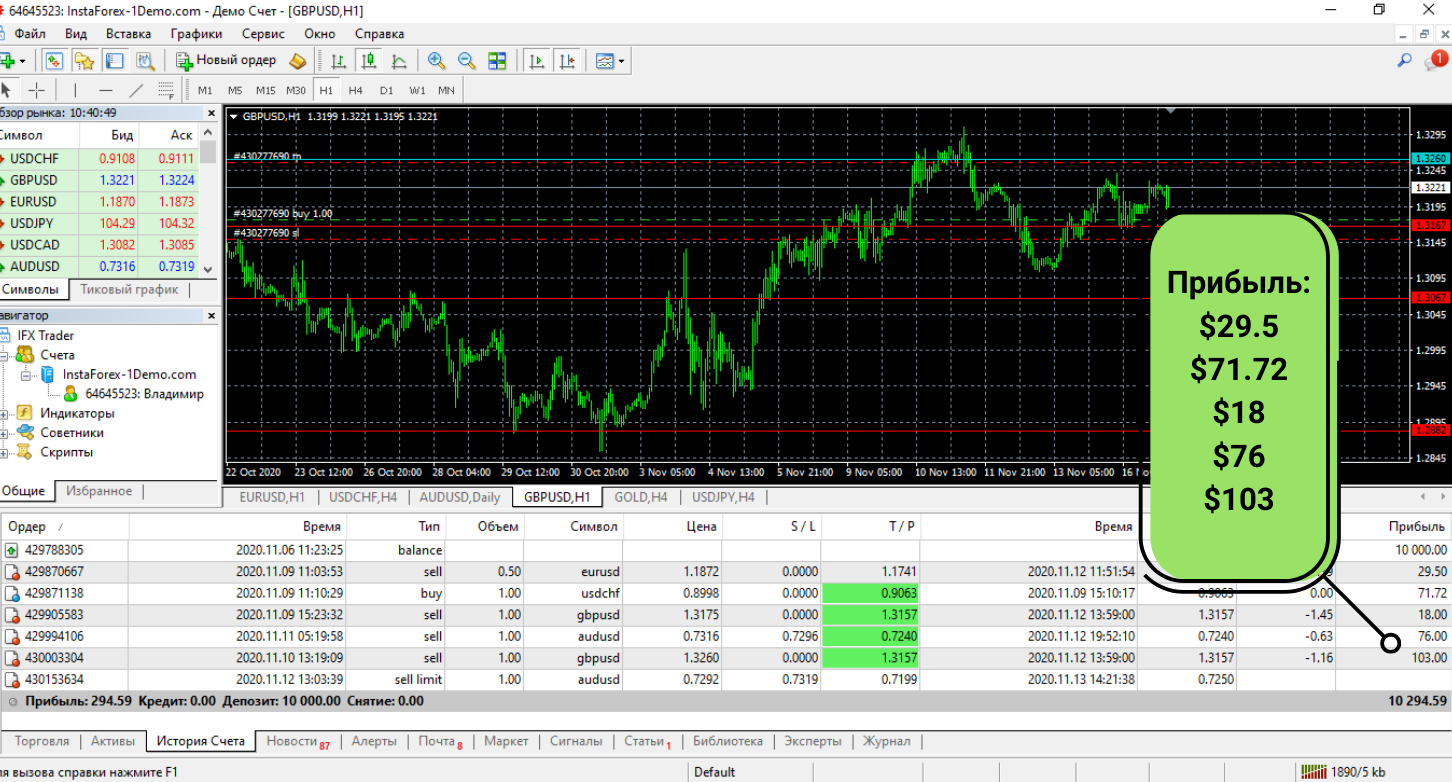 64645523: InstaForex-1Demo.com - Демо Счет - [GBPUSD,H1]
Файл Вид Вставка Графики Сервис Окно Справка
Новый ордер 1
M1 M5 M15 M30 H1 H4 D1 W1 MN
бзор рынка: 10:40:49
Символ Бид Аск
USDCHF 0.9108 0.9111
GBPUSD 1.3221 1.3224
EURUSD 1.1870 1.1873
USDJPY 104.29 104.32
USDCAD 1.3082 1.3085
AUDUSD 0.7316 0.7319
Символы Тиковый график
авигатор
IFX Trader
Счета
InstaForex-1Demo.com
64645523: Владимир
Индикаторы
Советники
Скрипты
Общие Избранное
GBPUSD,H1 1.3199 1.3221 1.3195 1.3221
#430277690 tp
#430277690 buy 1.00
#430277690 sl
1.3295
1.3260
1.3245
1.3221
1.3195
1.3167
1.3145
1.3095
1.3067
1.3045
1.2995
1.2945
1.2895
1.2882
1.2845
22 Oct 2020 23 Oct 12:00 26 Oct 20:00 28 Oct 04:00 29 Oct 12:00 30 Oct 20:00 3 Nov 05:00 4 Nov 13:00 5 Nov 21:00 9 Nov 05:00 10 Nov 13:00 11 Nov 21:00 13 Nov 05:00 16
EURUSD,H1 USDCHF,H4 AUDUSD,Daily GBPUSD,H1 GOLD,H4 USDJPY,H4
Прибыль:
$29.5
$71.72
$18
$76
$103
Ордер Время Тип Объем Символ Цена S / L T / P Время Прибыль
429788305 2020.11.06 11:23:25 balance 10 000.00
429870667 2020.11.09 11:03:53 sell 0.50 eurusd 1.1872 0.0000 1.1741 2020.11.12 11:51:54 29.50
429871138 2020.11.09 11:10:29 buy 1.00 usdchf 0.8998 0.0000 0.9063 2020.11.09 15:10:17 0.9063 0.00 71.72
429905583 2020.11.09 15:23:32 sell 1.00 gbpusd 1.3175 0.0000 1.3157 2020.11.12 13:59:00 1.3157 -1.45 18.00
429994106 2020.11.11 05:19:58 sell 1.00 audusd 0.7316 0.7296 0.7240 2020.11.12 19:52:10 0.7240 -0.63 76.00
430003304 2020.11.10 13:19:09 sell 1.00 gbpusd 1.3260 0.0000 1.3157 2020.11.12 13:59:00 1.3157 -1.16 103.00
430153634 2020.11.12 13:03:39 sell limit 1.00 audusd 0.7292 0.7319 0.7199 2020.11.13 14:21:38 0.7250
Прибыль: 294.59 Кредит: 0.00 Депозит: 10 000.00 Снятие: 0.00 10 294.59
Торговля Активы История Счета Новости 87 Алерты Почта 8 Маркет Сигналы Статьи 1 Библиотека Эксперты Журнал
ля вызова справки нажмите F1 Default 1890/5 kb